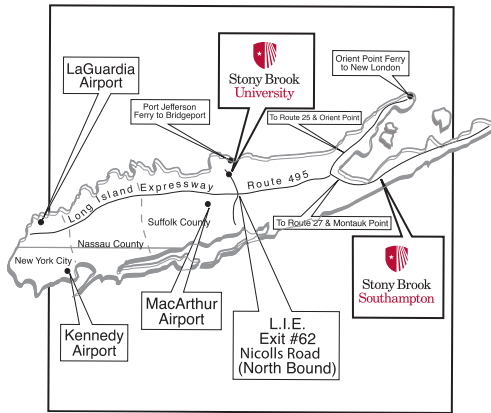 Stony Brook
University
Orient Point Ferry
to New London
LaGuardia
Airport
Port Jefferson
Ferry to Bridgeport
To Route 25 & Orient Point
Long Island Expressway Route 495
Suffolk County
To Route 27 & Montauk Point
Nassau County
New York City
Stony Brook
Southampton
MacArthur
Airport
L.I.E.
Exit #62
Nicolls Road
(North Bound)
Kennedy
Airport